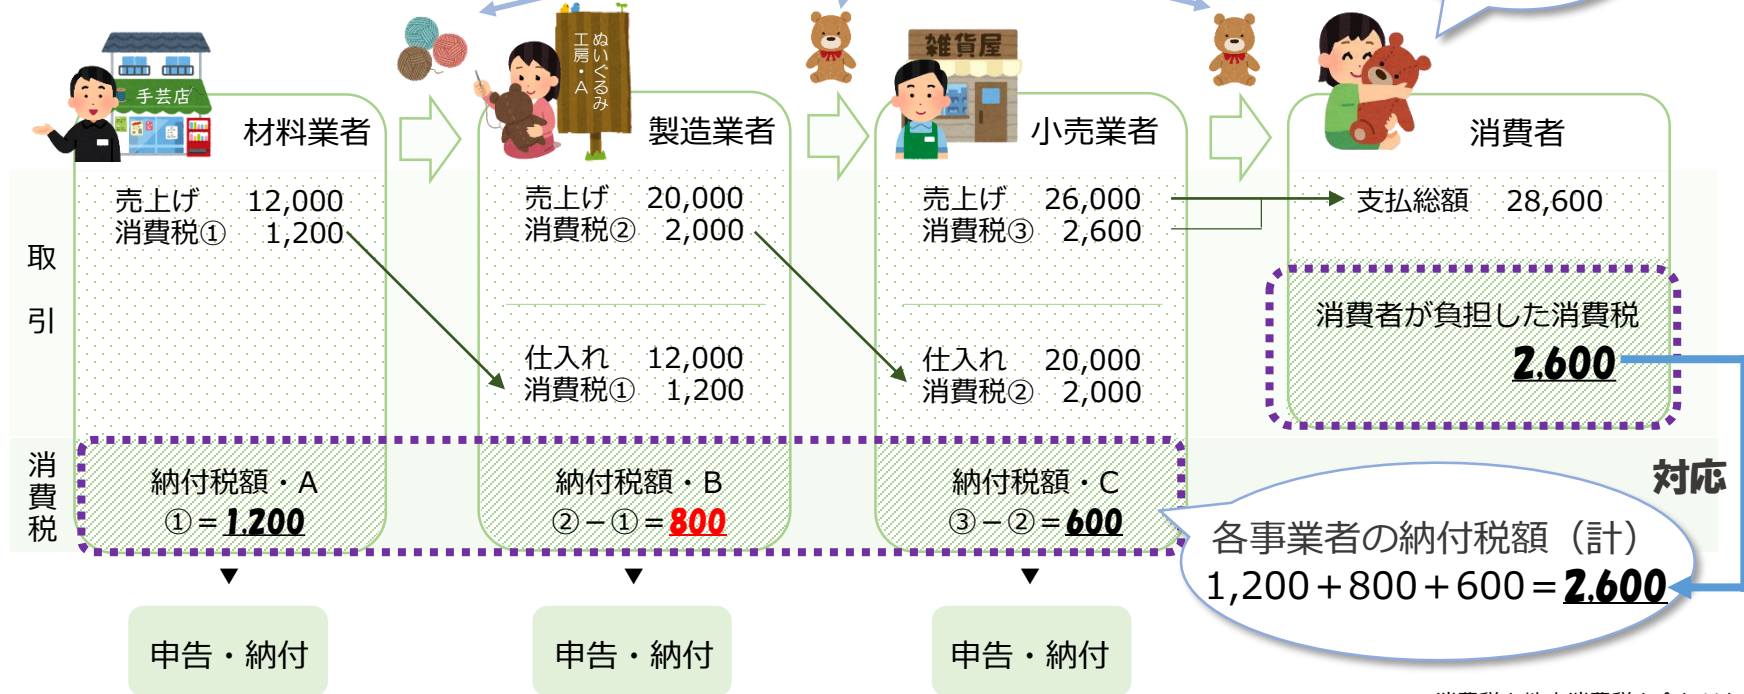 手芸店
ぬいぐるみ
工房・A
雑貨屋
材料業者
製造業者
小売業者
消費者
取引
売上げ 12,000
消費税① 1,200
売上げ 20,000
消費税② 2,000
仕入れ 12,000
消費税① 1,200
売上げ 26,000
消費税③ 2,600
仕入れ 20,000
消費税② 2,000
支払総額 28,600
消費者が負担した消費税
2,600
消費税
納付税額・A
①=1,200
納付税額・B
②-①=800
納付税額・C
③-②=600
対応
各事業者の納付税額(計)
1,200+800+600=2,600
申告・納付
申告・納付
申告・納付